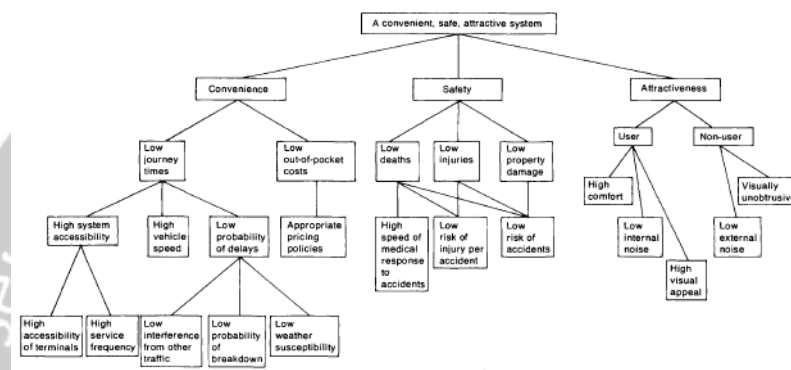 A convenient, safe, attractive system
Convenience
Safety
Attractiveness
Low
journey
times
Low
out-of-pocket
costs
Low
deaths
Low
injuries
Low
property
damage
User
Non-user
High
comfort
Visually
unobtrusive
High system
accessibility
High
vehicle
speed
Low
probability
of delays
Appropriate
pricing
policies
High
speed of
medical
response
to
accidents
Low
risk of
injury per
accident
Low
risk of
accidents
Low
internal
noise
Low
external
noise
High
visual
appeal
High
accessibility
of terminals
High
service
frequency
Low
interference
from other
traffic
Low
probability
of
breakdown
Low
weather
susceptibility